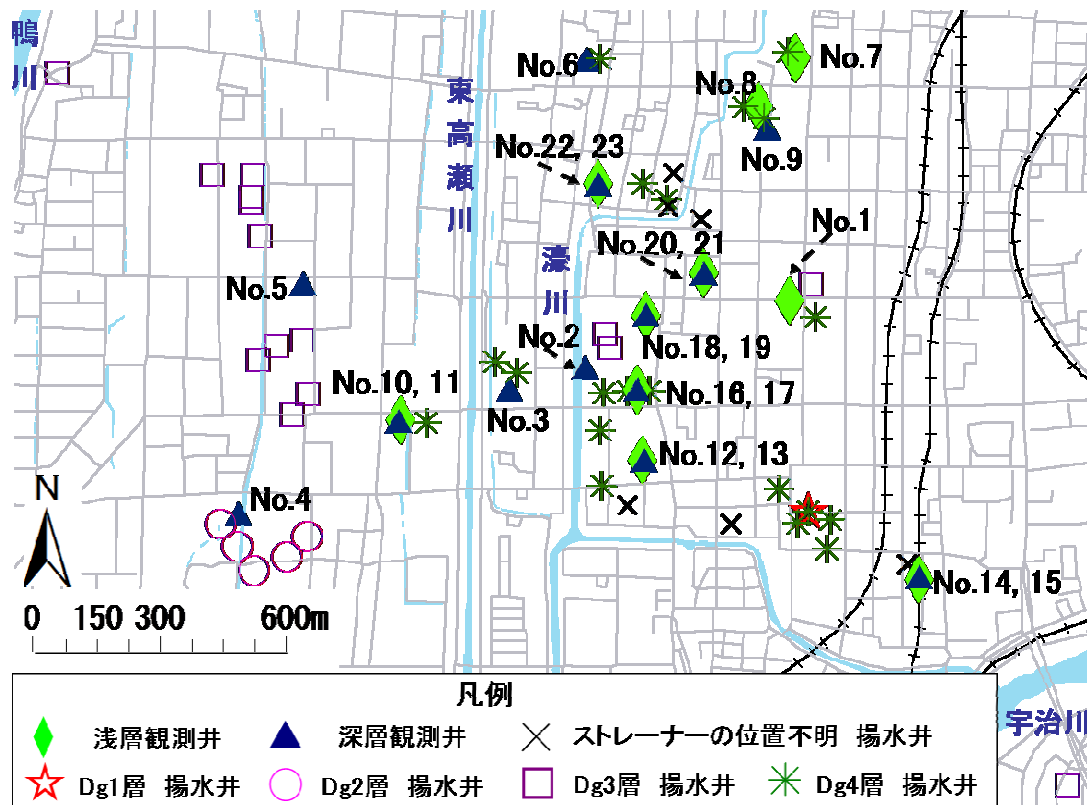 鴨川
東高瀬川
No.6
No.7
No.8
No.9
No.22, 23
No.1
No.20, 21
濠川
No.5
No.2
No.18, 19
No.10, 11
No.3
No.16, 17
No.12, 13
N
No.4
No.14, 15
0 150 300 600m
凡例
宇治川
浅層観測井 深層観測井 ストレーナーの位置不明 揚水井
Dg1層 揚水井 Dg2層 揚水井 Dg3層 揚水井 Dg4層 揚水井